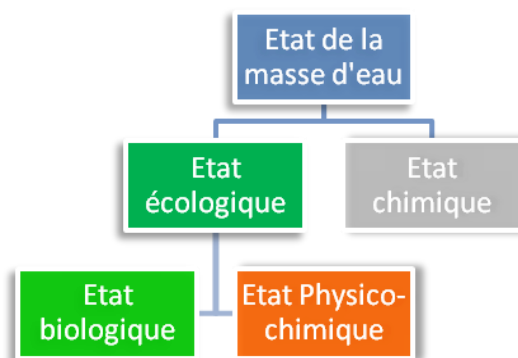 Etat de la
masse d'eau
Etat
écologique
Etat
chimique
Etat
biologique
Etat Physico-
chimique